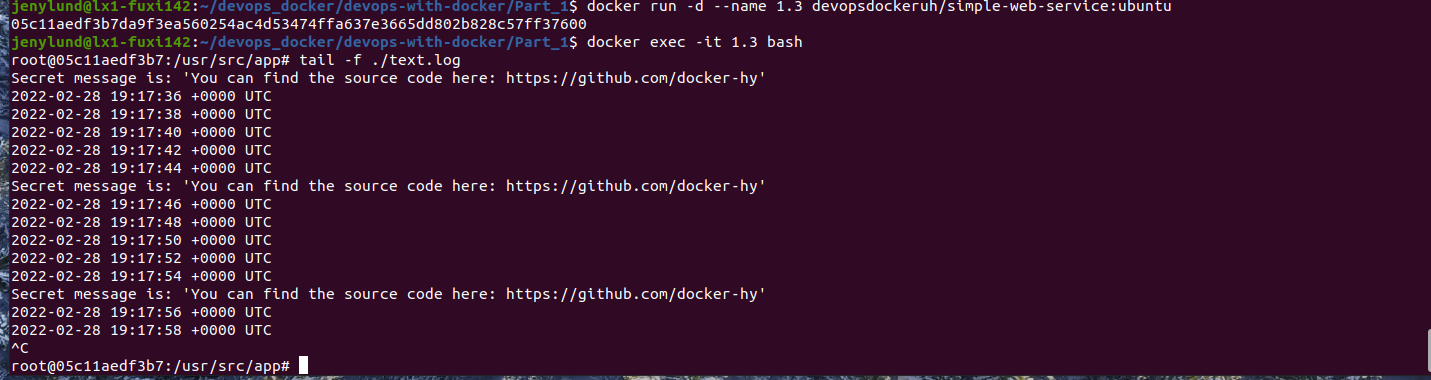 jenylund@lx1-fuxi142:~/devops_docker/devops-with-docker/Part_1$ docker run -d --name 1.3 devopsdockeruh/simple-web-service:ubuntu
05c11aedf3b7da9f3ea560254ac4d53474ffa637e3665dd802b828c57ff37600
jenylund@lx1-fuxi142:~/devops_docker/devops-with-docker/Part_1$ docker exec -it 1.3 bash
root@05c11aedf3b7:/usr/src/app# tail -f ./text.log
Secret message is: 'You can find the source code here: https://github.com/docker-hy'
2022-02-28 19:17:36 +0000 UTC
2022-02-28 19:17:38 +0000 UTC
2022-02-28 19:17:40 +0000 UTC
2022-02-28 19:17:42 +0000 UTC
2022-02-28 19:17:44 +0000 UTC
Secret message is: 'You can find the source code here: https://github.com/docker-hy'
2022-02-28 19:17:46 +0000 UTC
2022-02-28 19:17:48 +0000 UTC
2022-02-28 19:17:50 +0000 UTC
2022-02-28 19:17:52 +0000 UTC
2022-02-28 19:17:54 +0000 UTC
Secret message is: 'You can find the source code here: https://github.com/docker-hy'
2022-02-28 19:17:56 +0000 UTC
2022-02-28 19:17:58 +0000 UTC
^C
root@05c11aedf3b7:/usr/src/app#